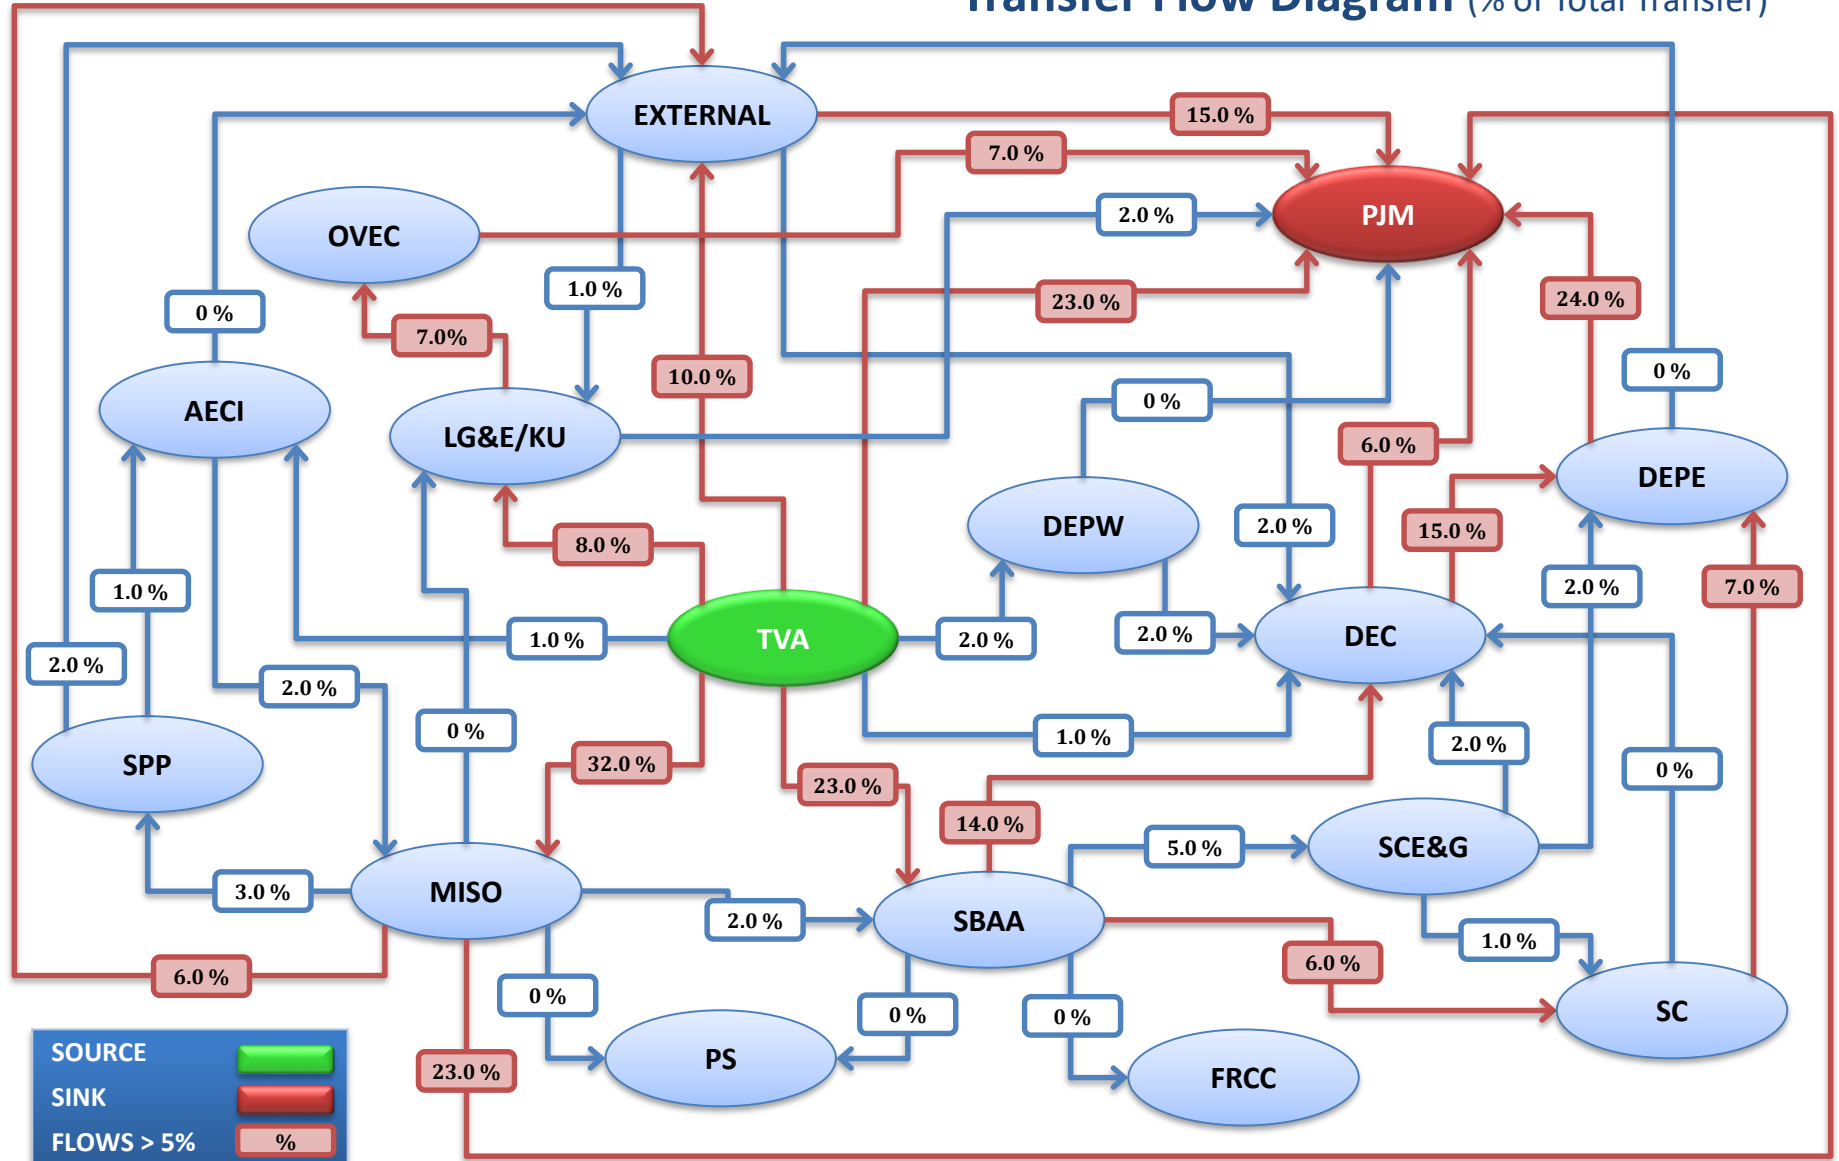 Transfer Flow Diagram (% of Total Transfer)
EXTERNAL
15.0 %
7.0 %
OVEC
2.0 %
PJM
1.0 %
0 %
23.0 %
24.0 %
7.0%
10.0 %
0 %
0 %
AECI
LG&E/KU
6.0 %
DEPE
DEPW
2.0 %
15.0 %
8.0 %
1.0 %
2.0 %
7.0 %
1.0 %
TVA
2.0 %
2.0 %
DEC
2.0 %
2.0 %
0 %
1.0 %
2.0 %
SPP
32.0 %
23.0 %
0 %
14.0 %
5.0 %
SCE&G
3.0 %
MISO
2.0 %
SBAA
1.0 %
6.0 %
6.0 %
0 %
0 %
0 %
SC
SOURCE
PS
23.0 %
FRCC
SINK
FLOWS > 5%
%